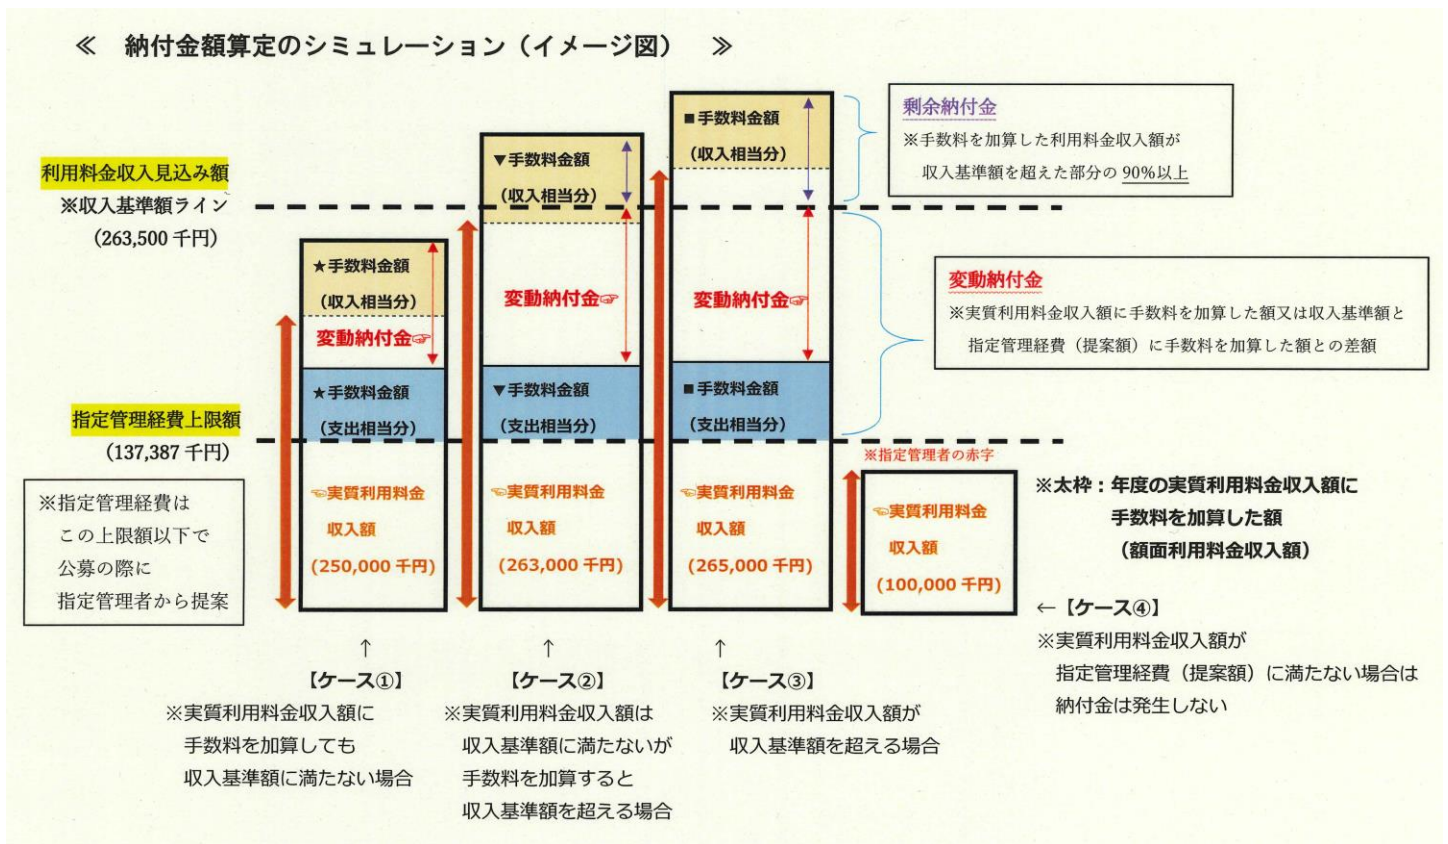 ≪ 納付金額算定のシミュレーション（イメージ図） ≫
利用料金収入見込み額
※収入基準額ライン
(263,500 千円)
指定管理経費上限額
(137,387 千円)
※指定管理経費は
この上限額以下で
公募の際に
指定管理者から提案
★手数料金額
（収入相当分）
変動納付金☞
★手数料金額
（支出相当分）
☜実質利用料金
収入額
(250,000 千円)
▼手数料金額
（収入相当分）
変動納付金☞
▼手数料金額
（支出相当分）
☜実質利用料金
収入額
(263,000 千円)
■手数料金額
（収入相当分）
変動納付金☞
■手数料金額
（支出相当分）
☜実質利用料金
収入額
(265,000 千円)
剰余納付金
※手数料を加算した利用料金収入額が
収入基準額を超えた部分の 90%以上
変動納付金
※実質利用料金収入額に手数料を加算した額又は収入基準額と
指定管理経費（提案額）に手数料を加算した額との差額
※指定管理者の赤字
☜実質利用料金
収入額
(100,000 千円)
※太枠：年度の実質利用料金収入額に
手数料を加算した額
（額面利用料金収入額）
←【ケース④】
※実質利用料金収入額が
指定管理経費（提案額）に満たない場合は
納付金は発生しない
↑
【ケース①】
※実質利用料金収入額に
手数料を加算しても
収入基準額に満たない場合
↑
【ケース②】
※実質利用料金収入額は
収入基準額に満たないが
手数料を加算すると
収入基準額を超える場合
↑
【ケース③】
※実質利用料金収入額が
収入基準額を超える場合